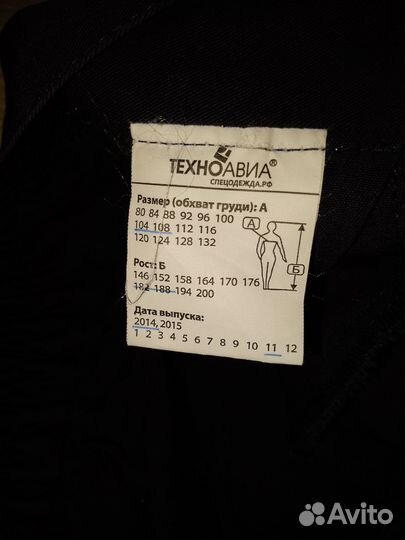 ТЕХНОАВИА®
СПЕЦОДЕЖДА.РФ
Размер (обхват груди): А
80 84 88 92 96 100
104 108 112 116
120 124 128 132
А
Рост: Б
146 152 158 164 170 176
182 188 194 200
Б
Дата выпуска:
2014, 2015
1 2 3 4 5 6 7 8 9 10 11 12
Avito